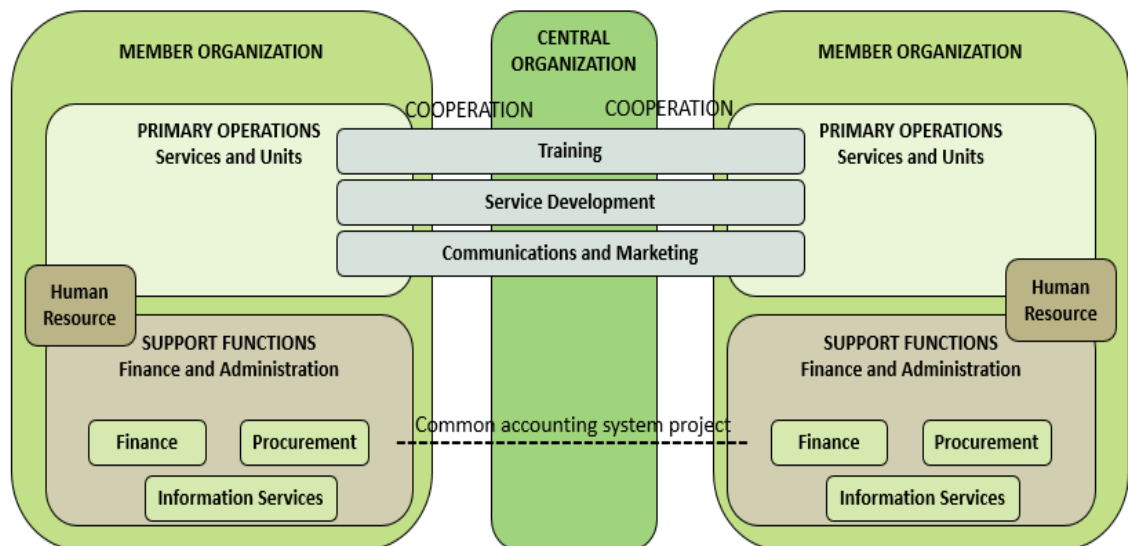 MEMBER ORGANIZATION
CENTRAL
ORGANIZATION
MEMBER ORGANIZATION
COOPERATION
COOPERATION
PRIMARY OPERATIONS
Services and Units
PRIMARY OPERATIONS
Services and Units
Training
Service Development
Communications and Marketing
Human
Resource
Human
Resource
SUPPORT FUNCTIONS
Finance and Administration
SUPPORT FUNCTIONS
Finance and Administration
Common accounting system project
Finance
Procurement
Information Services
Finance
Procurement
Information Services